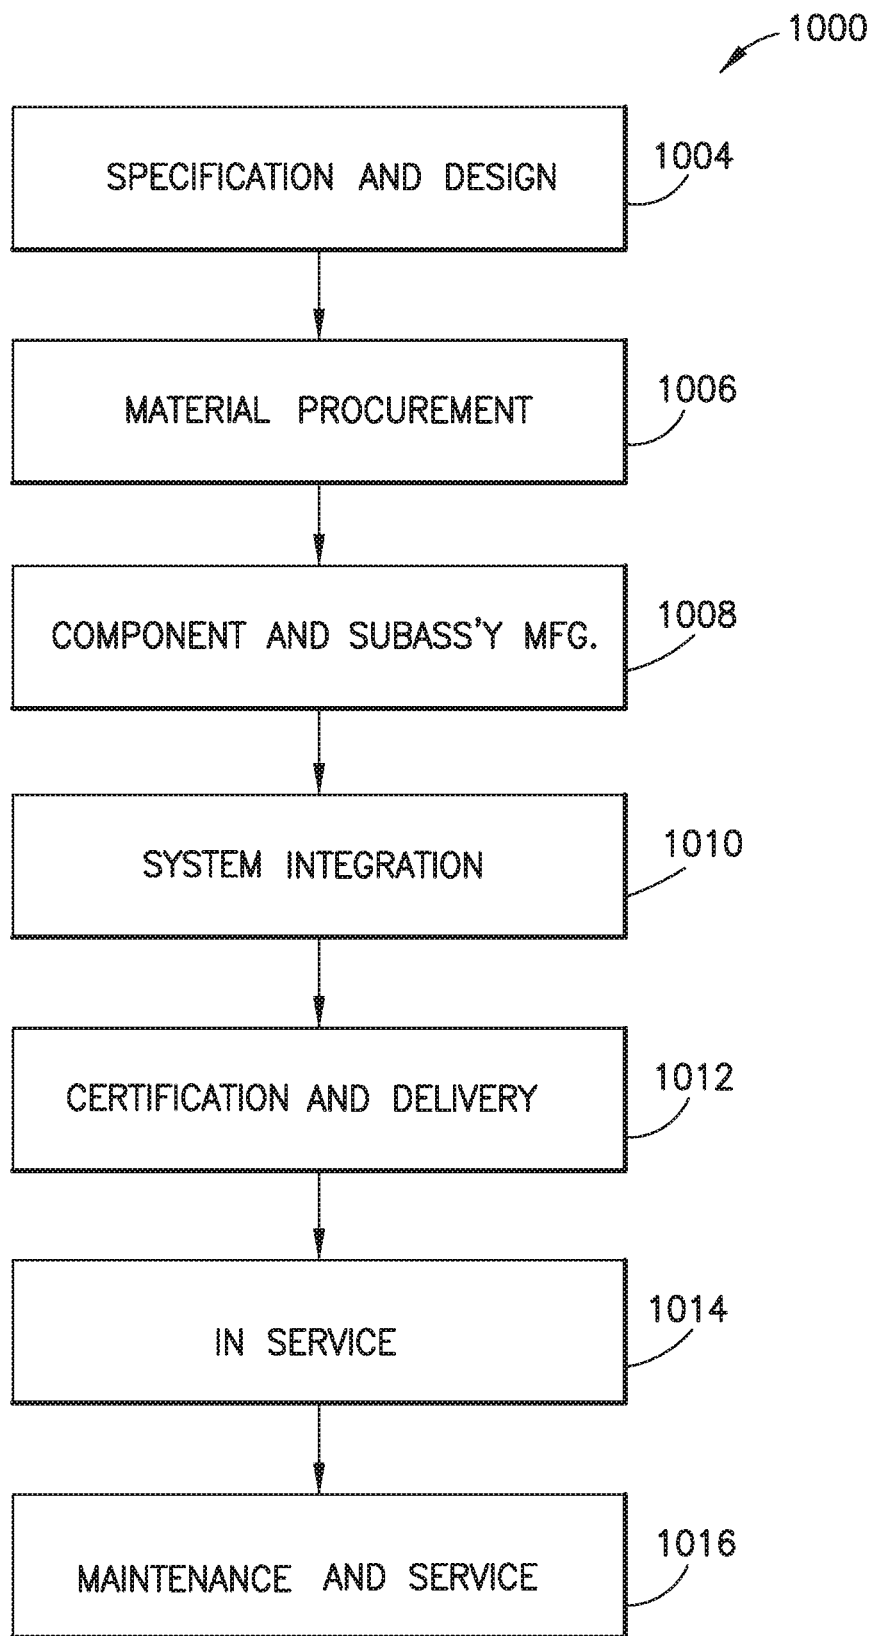 1000
SPECIFICATION AND DESIGN
1004
MATERIAL PROCUREMENT
1006
COMPONENT AND SUBASS'Y MFG.
1008
SYSTEM INTEGRATION
1010
CERTIFICATION AND DELIVERY
1012
IN SERVICE
1014
MAINTENANCE AND SERVICE
1016